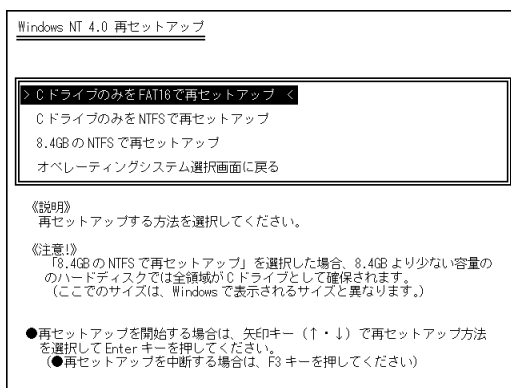 Windows NT 4.0 再セットアップ
> C ドライブのみを FAT16 で再セットアップ <
C ドライブのみを NTFS で再セットアップ
8.4GB の NTFS で再セットアップ
オペレーティングシステム選択画面に戻る
《説明》
再セットアップする方法を選択してください。
《注意!》
「8.4GB の NTFS で再セットアップ」を選択した場合、8.4GB より少ない容量の
のハードディスクでは全領域が C ドライブとして確保されます。
(ここでのサイズは、Windows で表示されるサイズと異なります。)
●再セットアップを開始する場合は、矢印キー (↑・↓) で再セットアップ方法
を選択して Enter キーを押してください。
(●再セットアップを中断する場合は、F3 キーを押してください)